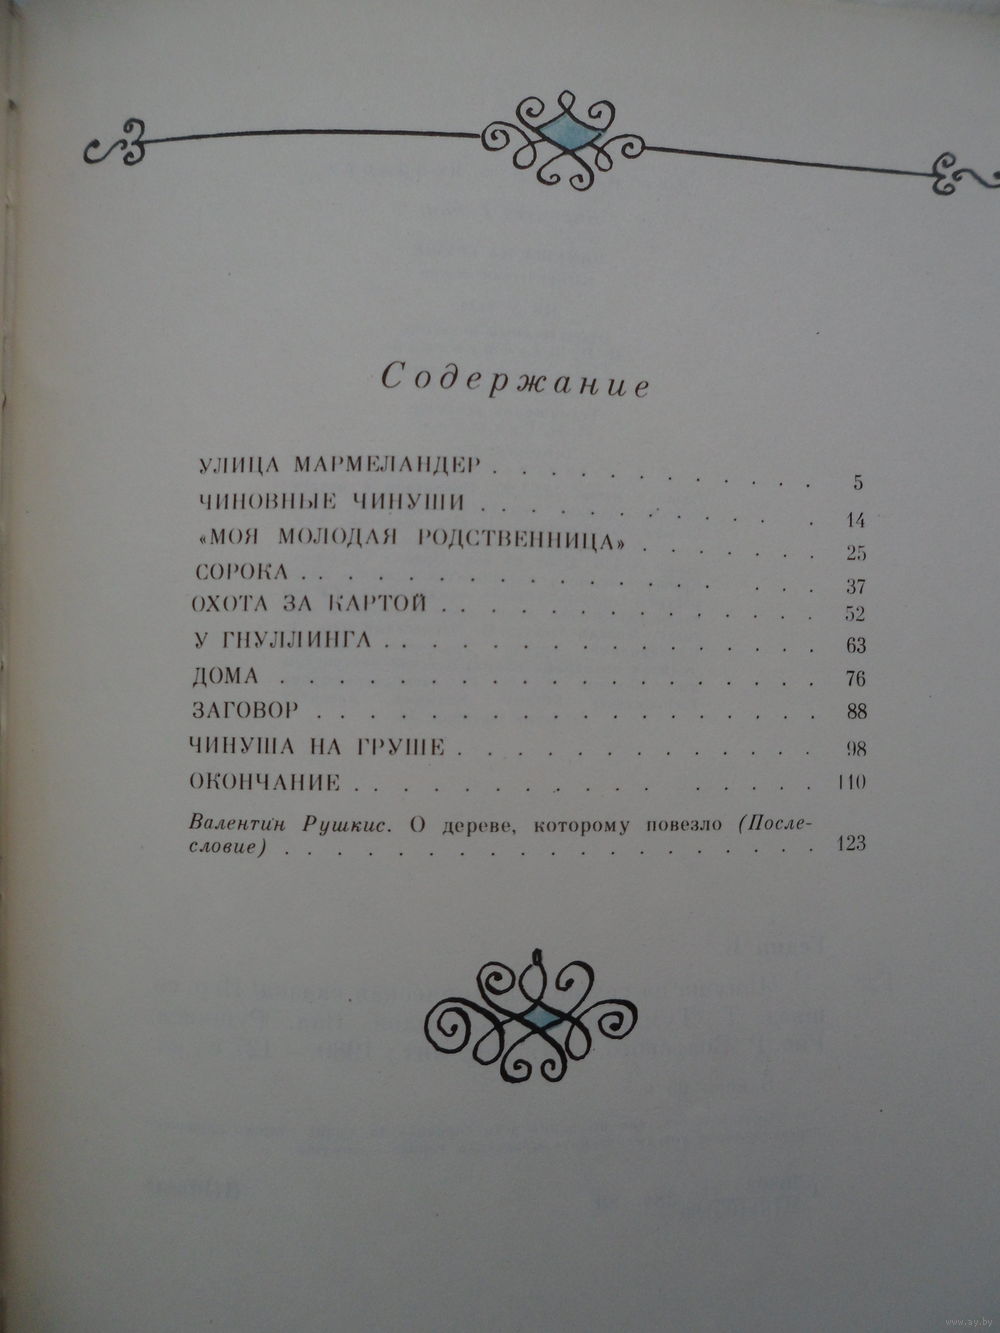 Содержание
УЛИЦА МАРМЕЛАНДЕР . . . . . . . . . . . . 5
ЧИНОВНЫЕ ЧИНУШИ . . . . . . . . . . . . 14
«МОЯ МОЛОДАЯ РОДСТВЕННИЦА» . . . . . . . 25
СОРОКА . . . . . . . . . . . . . . . . . . 37
ОХОТА ЗА КАРТОЙ . . . . . . . . . . . . . . 52
У ГНУЛЛИНГА . . . . . . . . . . . . . . . . 63
ДОМА . . . . . . . . . . . . . . . . . . . 76
ЗАГОВОР . . . . . . . . . . . . . . . . . . 88
ЧИНУША НА ГРУШЕ . . . . . . . . . . . . . 98
ОКОНЧАНИЕ . . . . . . . . . . . . . . . . 110
Валентин Рушкис. О дереве, которому повезло (После-
словие) . . . . . . . . . . . . . . . . . . . . 123
www.ay.by